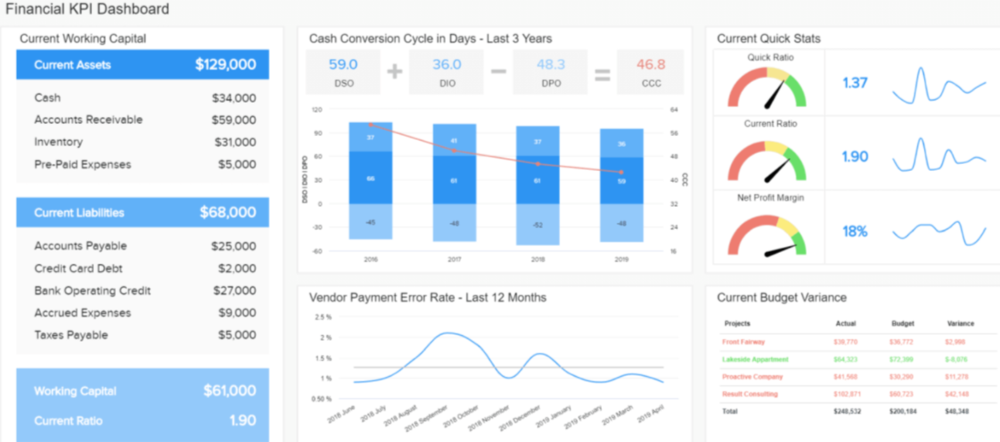 Financial KPI Dashboard
Current Working Capital
Current Assets $129,000
Cash $34,000
Accounts Receivable $59,000
Inventory $31,000
Pre-Paid Expenses $5,000
Current Liabilities $68,000
Accounts Payable $25,000
Credit Card Debt $2,000
Bank Operating Credit $27,000
Accrued Expenses $9,000
Taxes Payable $5,000
Working Capital $61,000
Current Ratio 1.90
Cash Conversion Cycle in Days - Last 3 Years
59.0 + 36.0 − 48.3 = 46.8
DSO DIO DPO CCC
DSO | DIO | DPO
120 64
90 56
60 48
30 40
0 32
-30 24
-60 16
CCC
37 41 37 36
66 61 61 59
-45 -48 -52 -48
2016 2017 2018 2019
Vendor Payment Error Rate - Last 12 Months
2.5 %
2 %
1.5 %
1 %
0.50 %
2018 June 2018 July 2018 August 2018 September 2018 October 2018 November 2018 December 2019 January 2019 February 2019 March 2019 April
Current Quick Stats
Quick Ratio
1.37
Current Ratio
1.90
Net Profit Margin
18%
Current Budget Variance
Projects Actual Budget Variance
Front Fairway $36,772
Lakeside Appartment $64,323 $72,399
Proactive Company $41,568 $30,290 $11,278
Result Consulting $102,871 $60,723 $42,148
Total $248,532 $200,184 $48,348